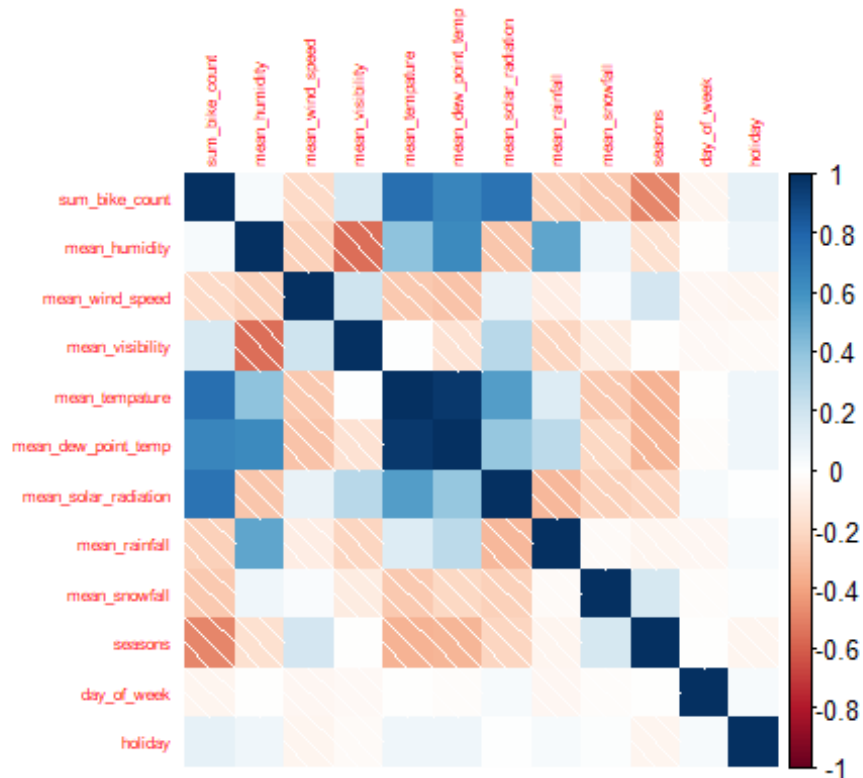 sum_bike_count
mean_humidity
mean_wind_speed
mean_visibility
mean_tempature
mean_dew_point_temp
mean_solar_radiation
mean_rainfall
mean_snowfall
seasons
day_of_week
holiday
sum_bike_count
mean_humidity
mean_wind_speed
mean_visibility
mean_tempature
mean_dew_point_temp
mean_solar_radiation
mean_rainfall
mean_snowfall
seasons
day_of_week
holiday
1
0.8
0.6
0.4
0.2
0
-0.2
-0.4
-0.6
-0.8
-1